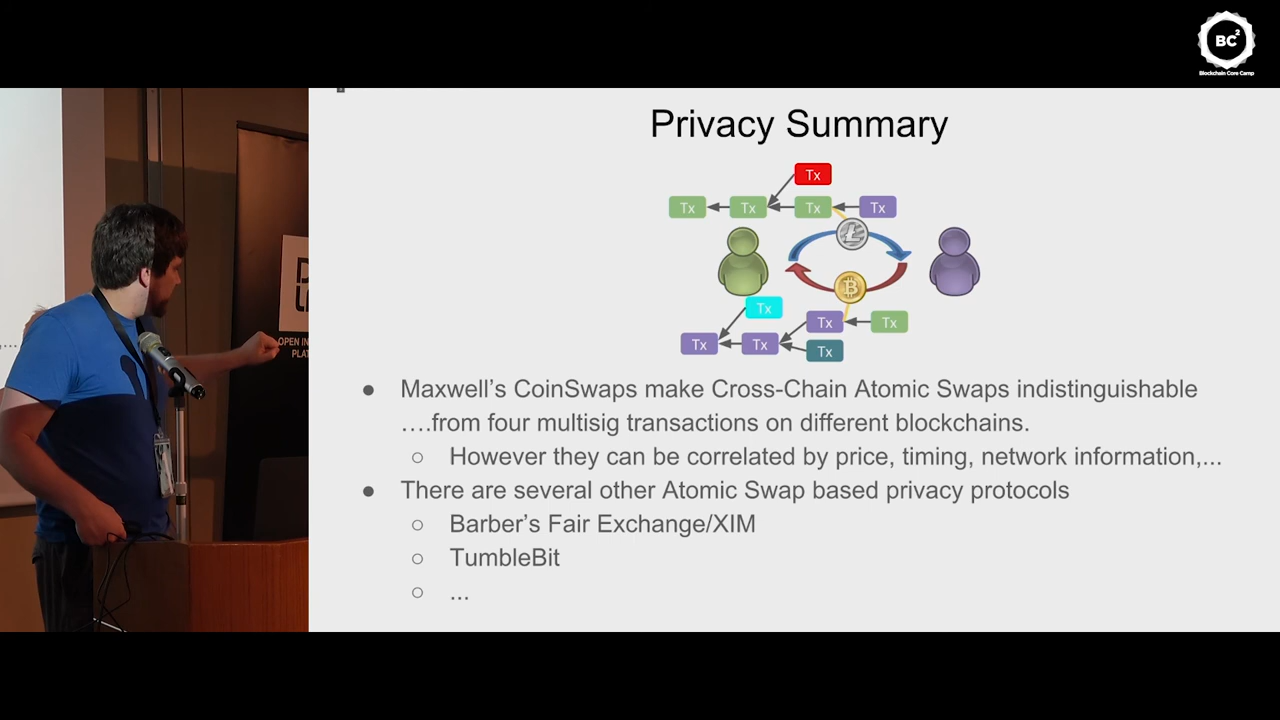 BC²
Blockchain Core Camp
Privacy Summary
Tx
Tx
Tx
Tx
Tx
Tx
Tx
Tx
Tx
Tx
Tx
● Maxwell's CoinSwaps make Cross-Chain Atomic Swaps indistinguishable
….from four multisig transactions on different blockchains.
○ However they can be correlated by price, timing, network information,...
● There are several other Atomic Swap based privacy protocols
○ Barber's Fair Exchange/XIM
○ TumbleBit
○ ...
OPEN IN
PLAT